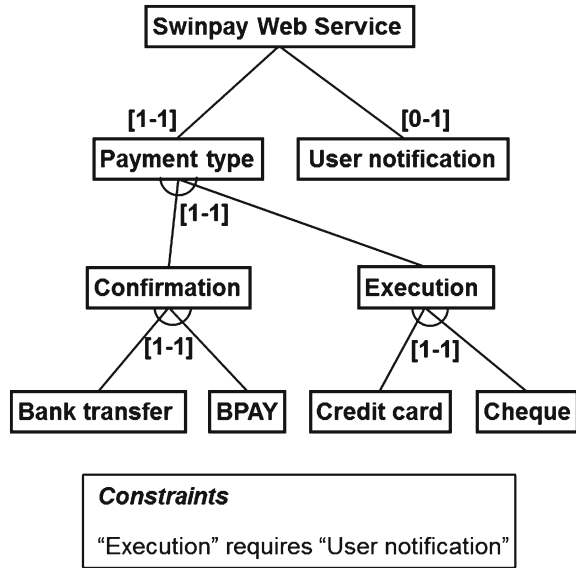 Swinpay Web Service
[1-1]
[0-1]
Payment type
User notification
[1-1]
Confirmation
Execution
[1-1]
[1-1]
Bank transfer
BPAY
Credit card
Cheque
Constraints
“Execution” requires “User notification”